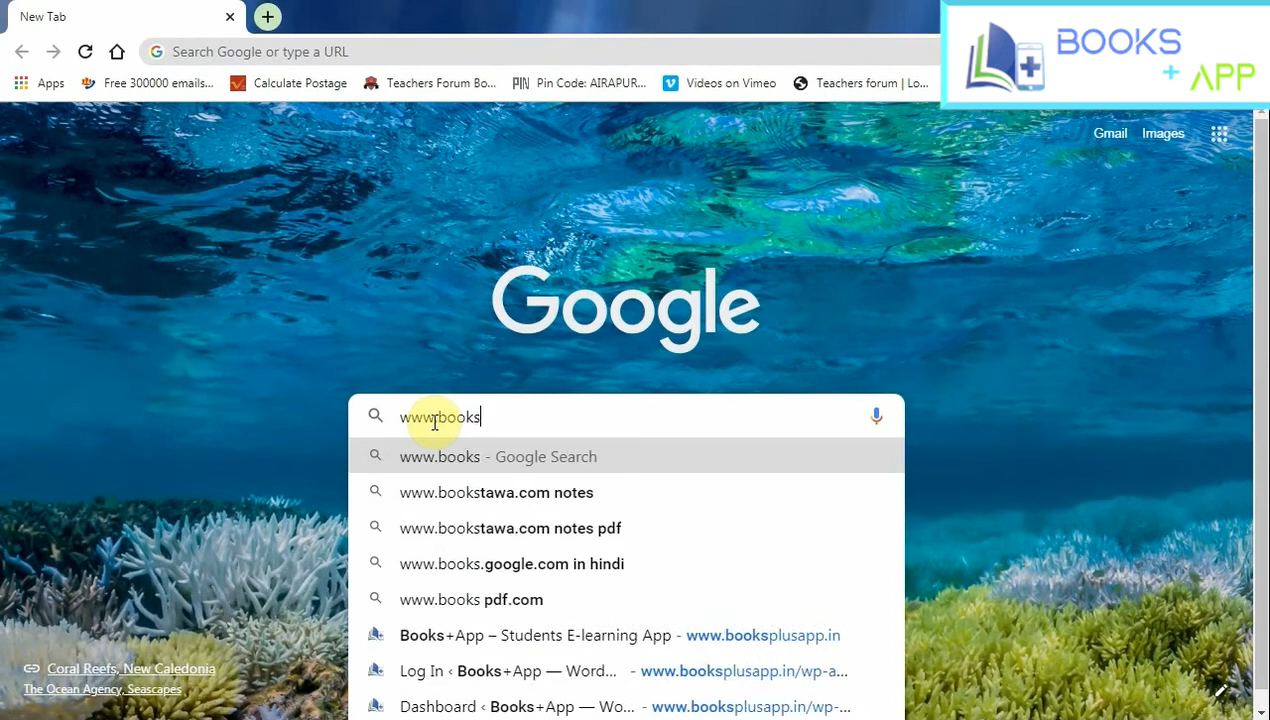 New Tab
Search Google or type a URL
BOOKS
+ APP
Apps
Free 300000 emails...
Calculate Postage
Teachers Forum Bo...
Pin Code: AIRAPUR...
Videos on Vimeo
Teachers forum | Lo...
Gmail
Images
Google
www.books
www.books - Google Search
www.bookstawa.com notes
www.bookstawa.com notes pdf
www.books.google.com in hindi
www.books pdf.com
Books+App – Students E-learning App - www.booksplusapp.in
Log In ‹ Books+App — Word... - www.booksplusapp.in/wp-a...
Dashboard ‹ Books+App — Wo... - www.booksplusapp.in/wp-...
Coral Reefs, New Caledonia
The Ocean Agency, Seascapes